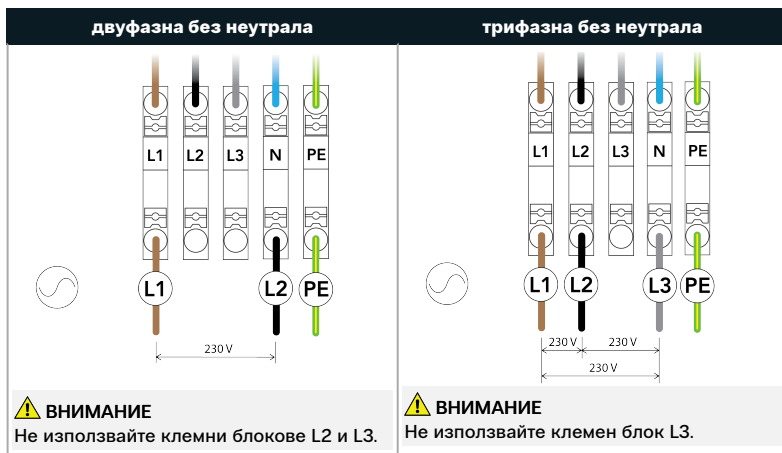 двуфазна без неутрала
L1 L2 L3 N PE
L1 L2 PE
230 V
ВНИМАНИЕ
Не използвайте клемни блокове L2 и L3.
трифазна без неутрала
L1 L2 L3 N PE
L1 L2 L3 PE
230 V 230 V
230 V
ВНИМАНИЕ
Не използвайте клемен блок L3.